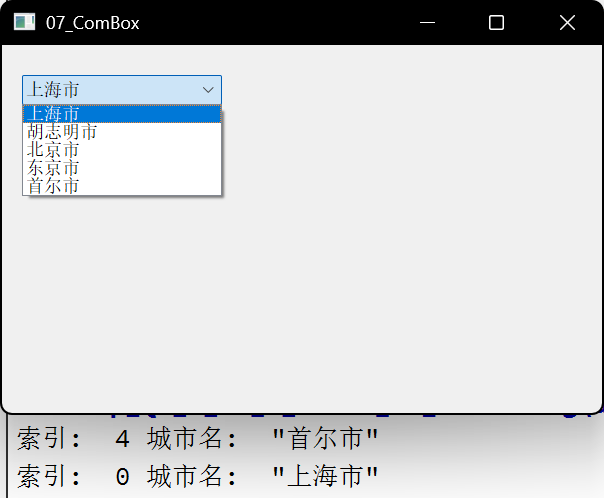 07_ComBox
上海市
上海市
胡志明市
北京市
东京市
首尔市
索引： 4 城市名： "首尔市"
索引： 0 城市名： "上海市"